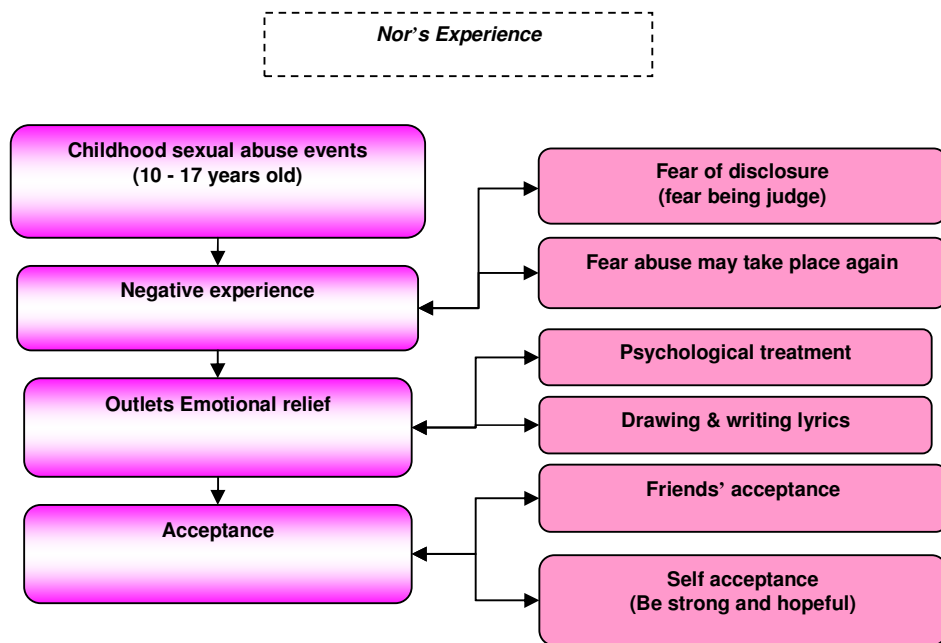 Nor's Experience
Childhood sexual abuse events
(10 - 17 years old)
Negative experience
Fear of disclosure
(fear being judge)
Fear abuse may take place again
Outlets Emotional relief
Psychological treatment
Drawing & writing lyrics
Acceptance
Friends' acceptance
Self acceptance
(Be strong and hopeful)